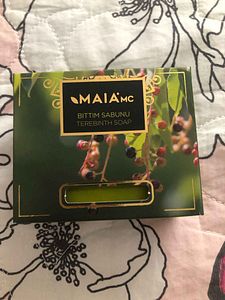 MAIA MC
BITTIM SABUNU
TEREBINTH SOAP